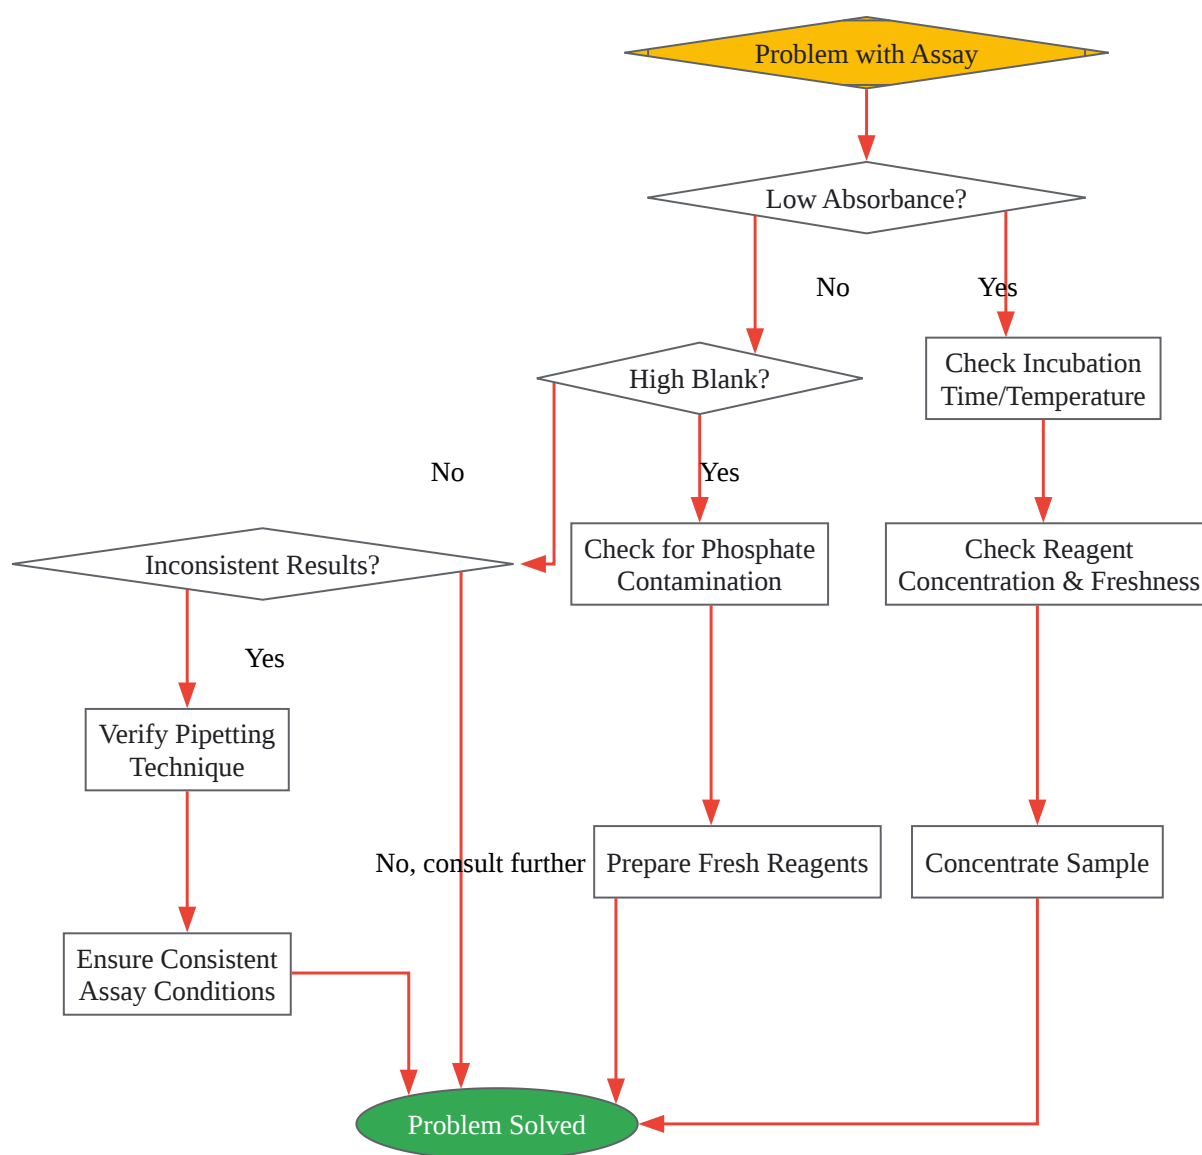 Problem with Assay
Low Absorbance?
No
Yes
High Blank?
Check Incubation
Time/Temperature
No
Yes
Inconsistent Results?
Check for Phosphate
Contamination
Check Reagent
Concentration & Freshness
Yes
Verify Pipetting
Technique
No, consult further
Prepare Fresh Reagents
Concentrate Sample
Ensure Consistent
Assay Conditions
Problem Solved